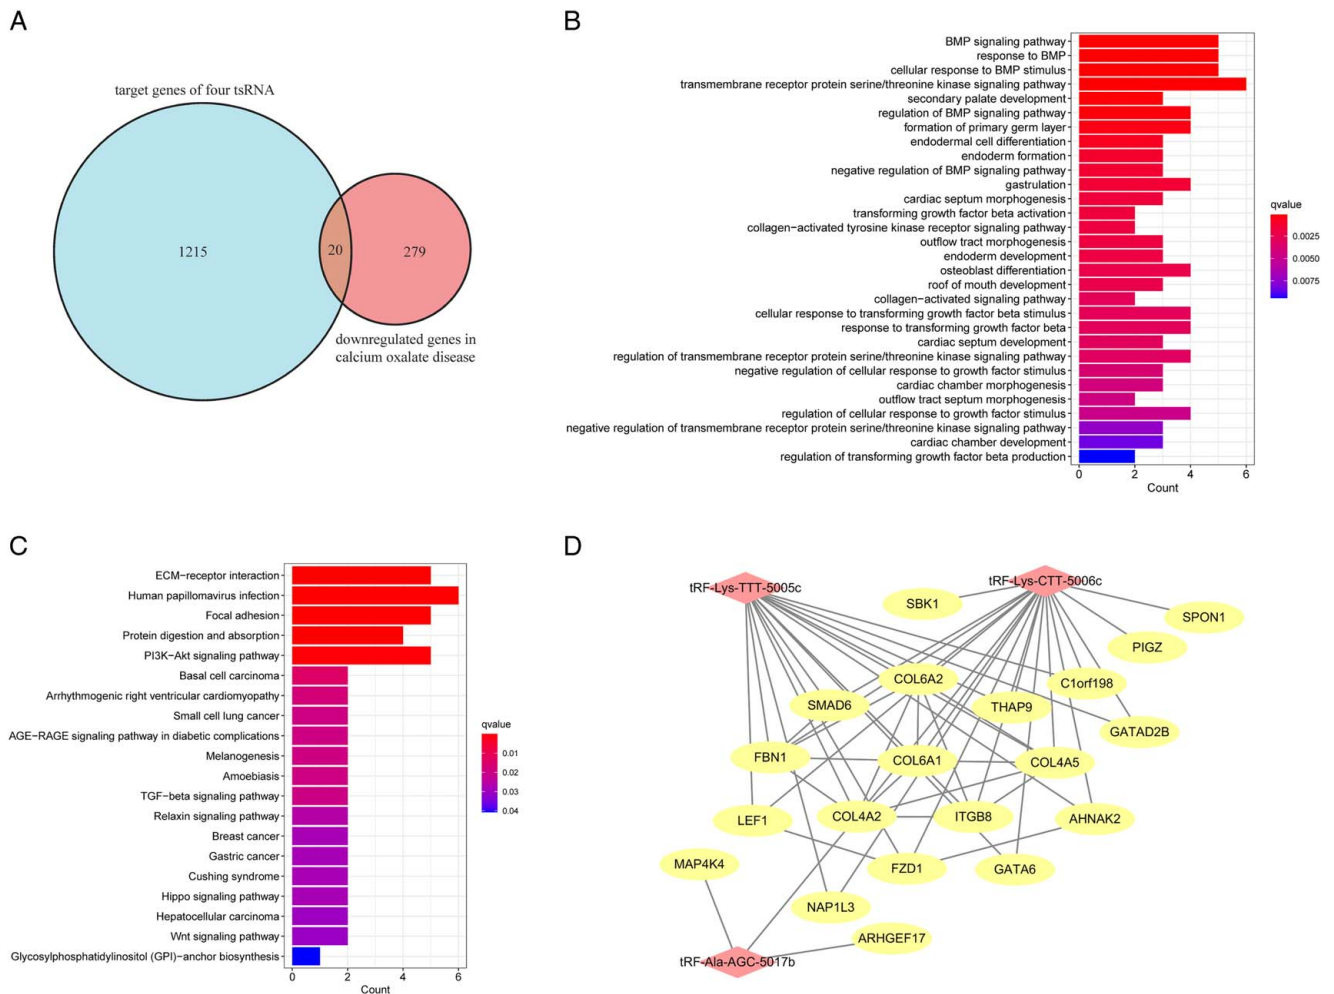 A
target genes of four tsRNA
1215
20
279
downregulated genes in
calcium oxalate disease
B
BMP signaling pathway
response to BMP
cellular response to BMP stimulus
transmembrane receptor protein serine/threonine kinase signaling pathway
secondary palate development
regulation of BMP signaling pathway
formation of primary germ layer
endodermal cell differentiation
endoderm formation
negative regulation of BMP signaling pathway
gastrulation
cardiac septum morphogenesis
transforming growth factor beta activation
collagen−activated tyrosine kinase receptor signaling pathway
outflow tract morphogenesis
endoderm development
osteoblast differentiation
roof of mouth development
collagen−activated signaling pathway
cellular response to transforming growth factor beta stimulus
response to transforming growth factor beta
cardiac septum development
regulation of transmembrane receptor protein serine/threonine kinase signaling pathway
negative regulation of cellular response to growth factor stimulus
cardiac chamber morphogenesis
outflow tract septum morphogenesis
regulation of cellular response to growth factor stimulus
negative regulation of transmembrane receptor protein serine/threonine kinase signaling pathway
cardiac chamber development
regulation of transforming growth factor beta production
0 2 4 6
Count
qvalue
0.0025
0.0050
0.0075
C
ECM−receptor interaction
Human papillomavirus infection
Focal adhesion
Protein digestion and absorption
PI3K−Akt signaling pathway
Basal cell carcinoma
Arrhythmogenic right ventricular cardiomyopathy
Small cell lung cancer
AGE−RAGE signaling pathway in diabetic complications
Melanogenesis
Amoebiasis
TGF−beta signaling pathway
Relaxin signaling pathway
Breast cancer
Gastric cancer
Cushing syndrome
Hippo signaling pathway
Hepatocellular carcinoma
Wnt signaling pathway
Glycosylphosphatidylinositol (GPI)−anchor biosynthesis
0 2 4 6
Count
qvalue
0.01
0.02
0.03
0.04
D
tRF-Lys-TTT-5005c
tRF-Lys-CTT-5006c
SBK1
SPON1
PIGZ
COL6A2
C1orf198
SMAD6
THAP9
GATAD2B
FBN1
COL6A1
COL4A5
LEF1
COL4A2
ITGB8
AHNAK2
MAP4K4
FZD1
GATA6
NAP1L3
ARHGEF17
tRF-Ala-AGC-5017b